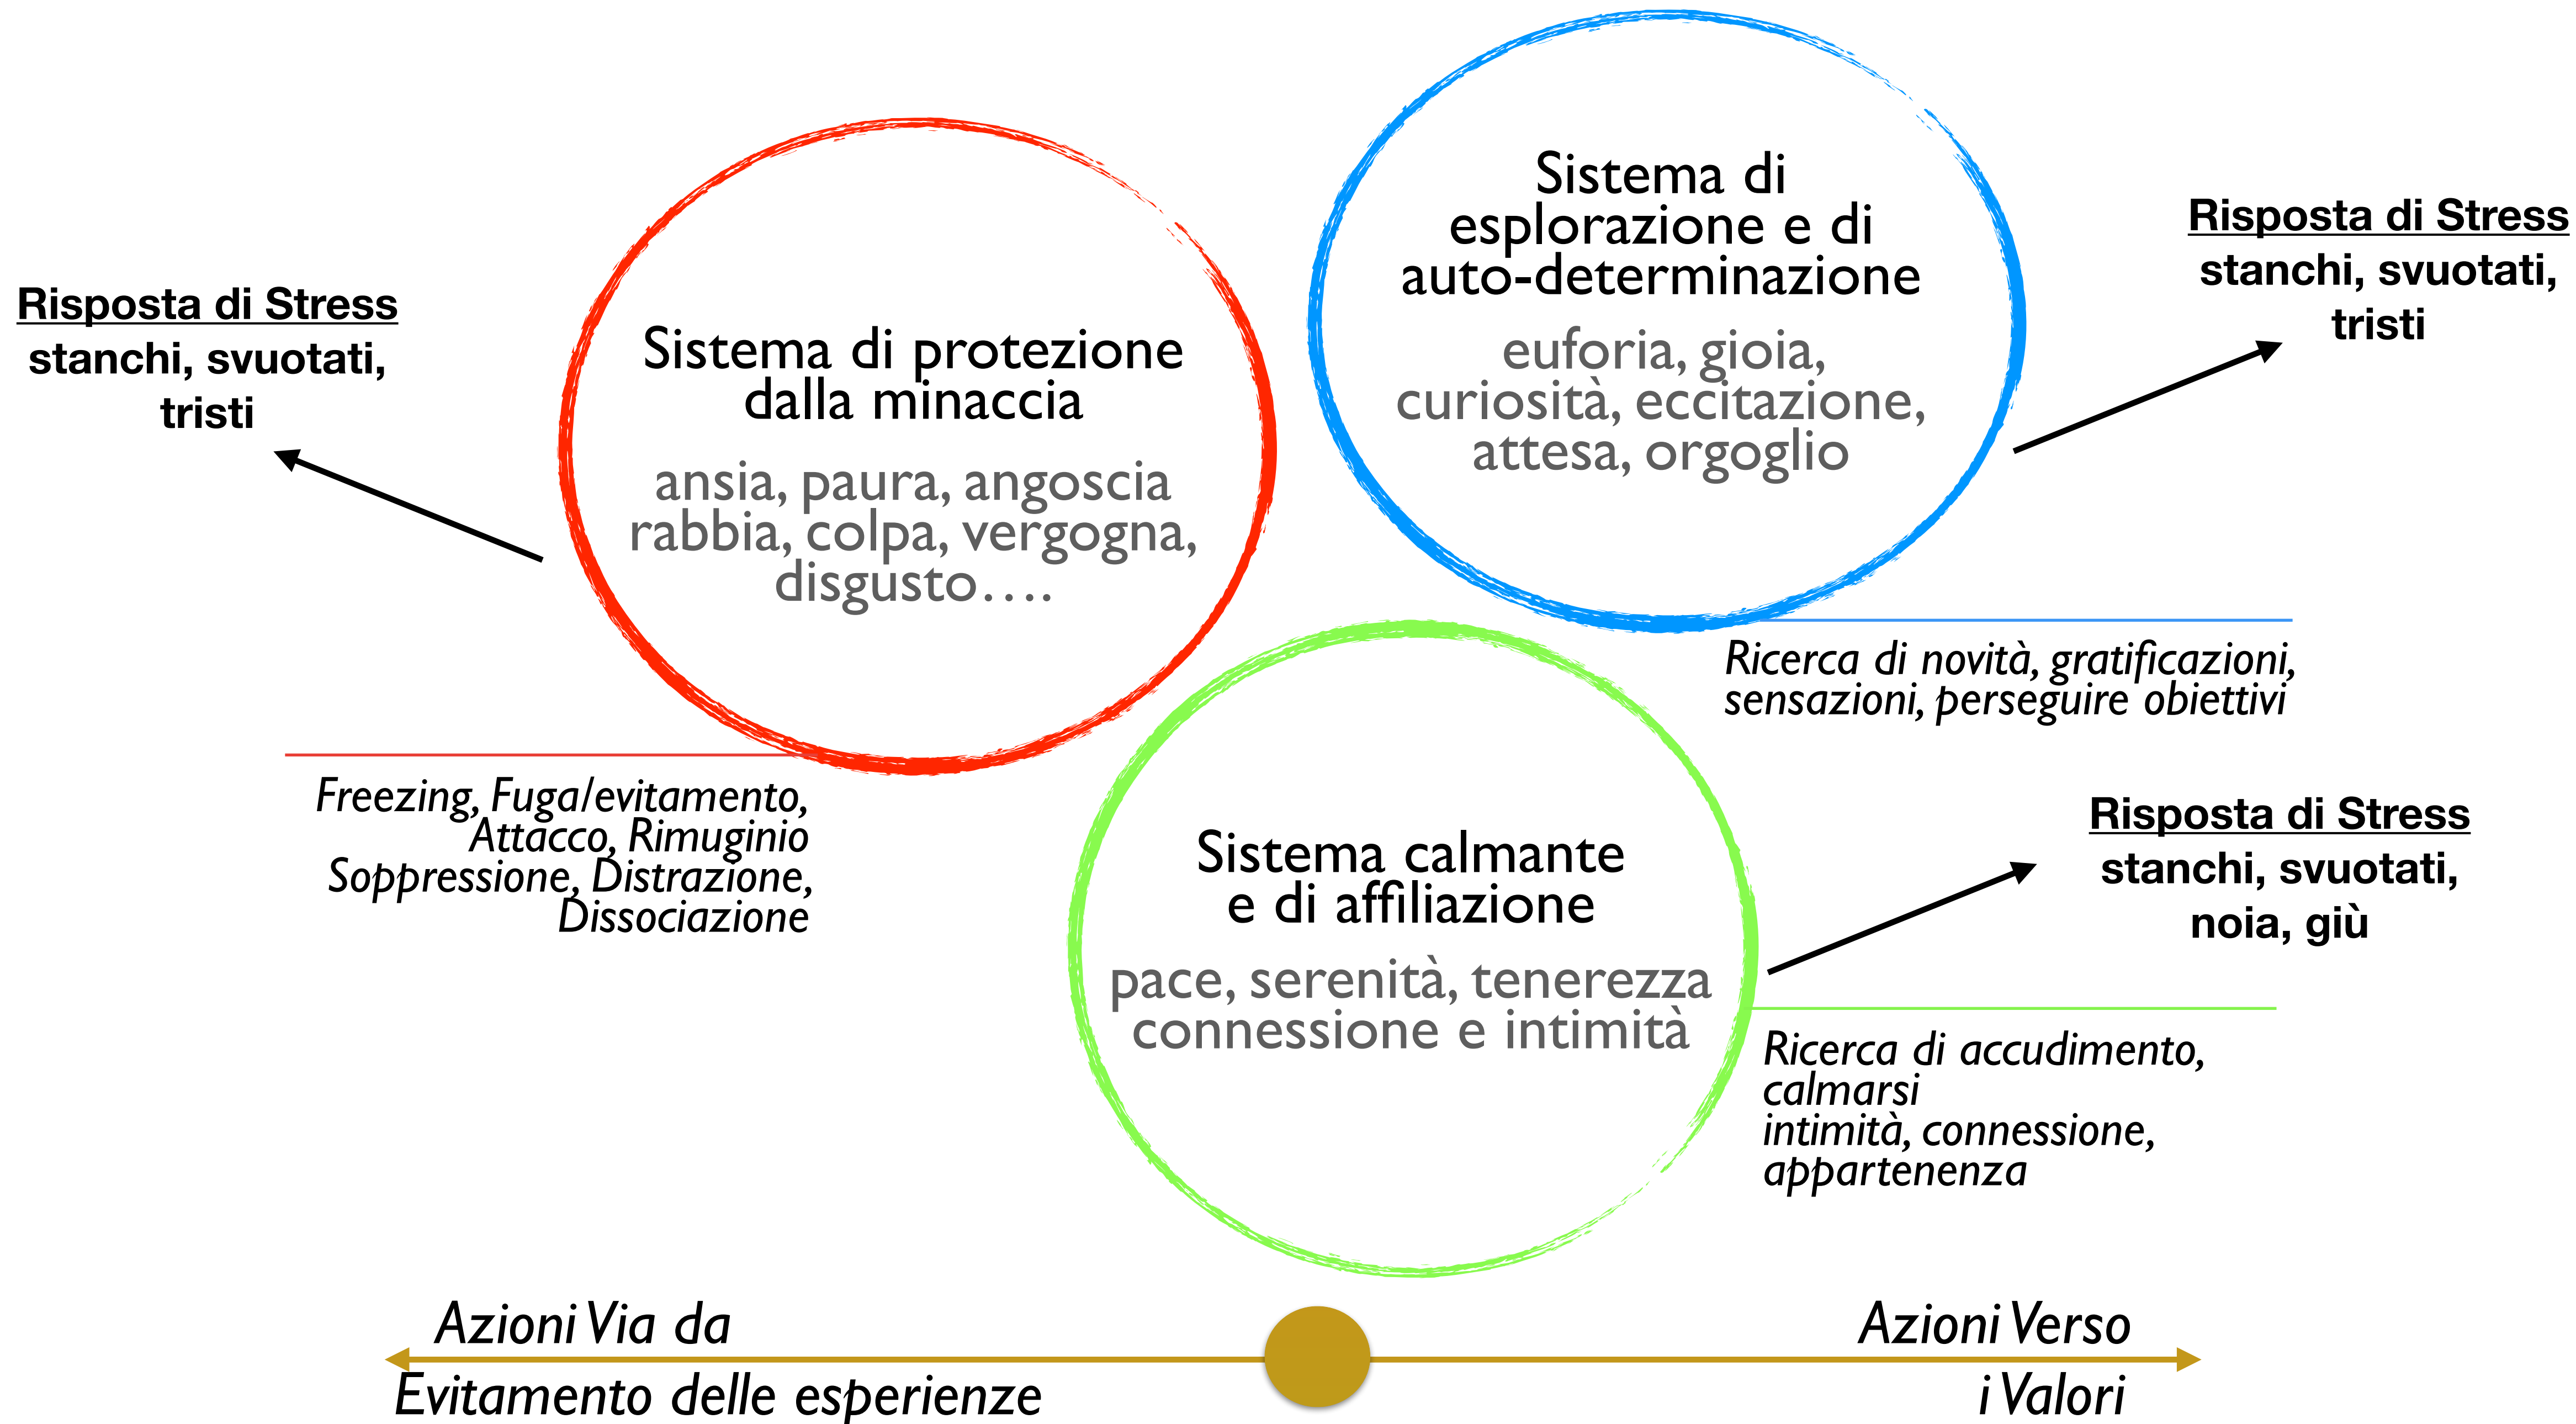 Risposta di Stress
stanchi, svuotati,
tristi
Sistema di protezione
dalla minaccia
ansia, paura, angoscia
rabbia, colpa, vergogna,
disgusto....
Freezing, Fuga/evitamento,
Attacco, Rimuginio
Soppressione, Distrazione,
Dissociazione
Sistema di
esplorazione e di
auto-determinazione
euforia, gioia,
curiosità, eccitazione,
attesa, orgoglio
Risposta di Stress
stanchi, svuotati,
tristi
Ricerca di novità, gratificazioni,
sensazioni, perseguire obiettivi
Sistema calmante
e di affiliazione
pace, serenità, tenerezza
connessione e intimità
Risposta di Stress
stanchi, svuotati,
noia, giù
Ricerca di accudimento,
calmarsi
intimità, connessione,
appartenenza
Azioni Via da
Evitamento delle esperienze
Azioni Verso
i Valori